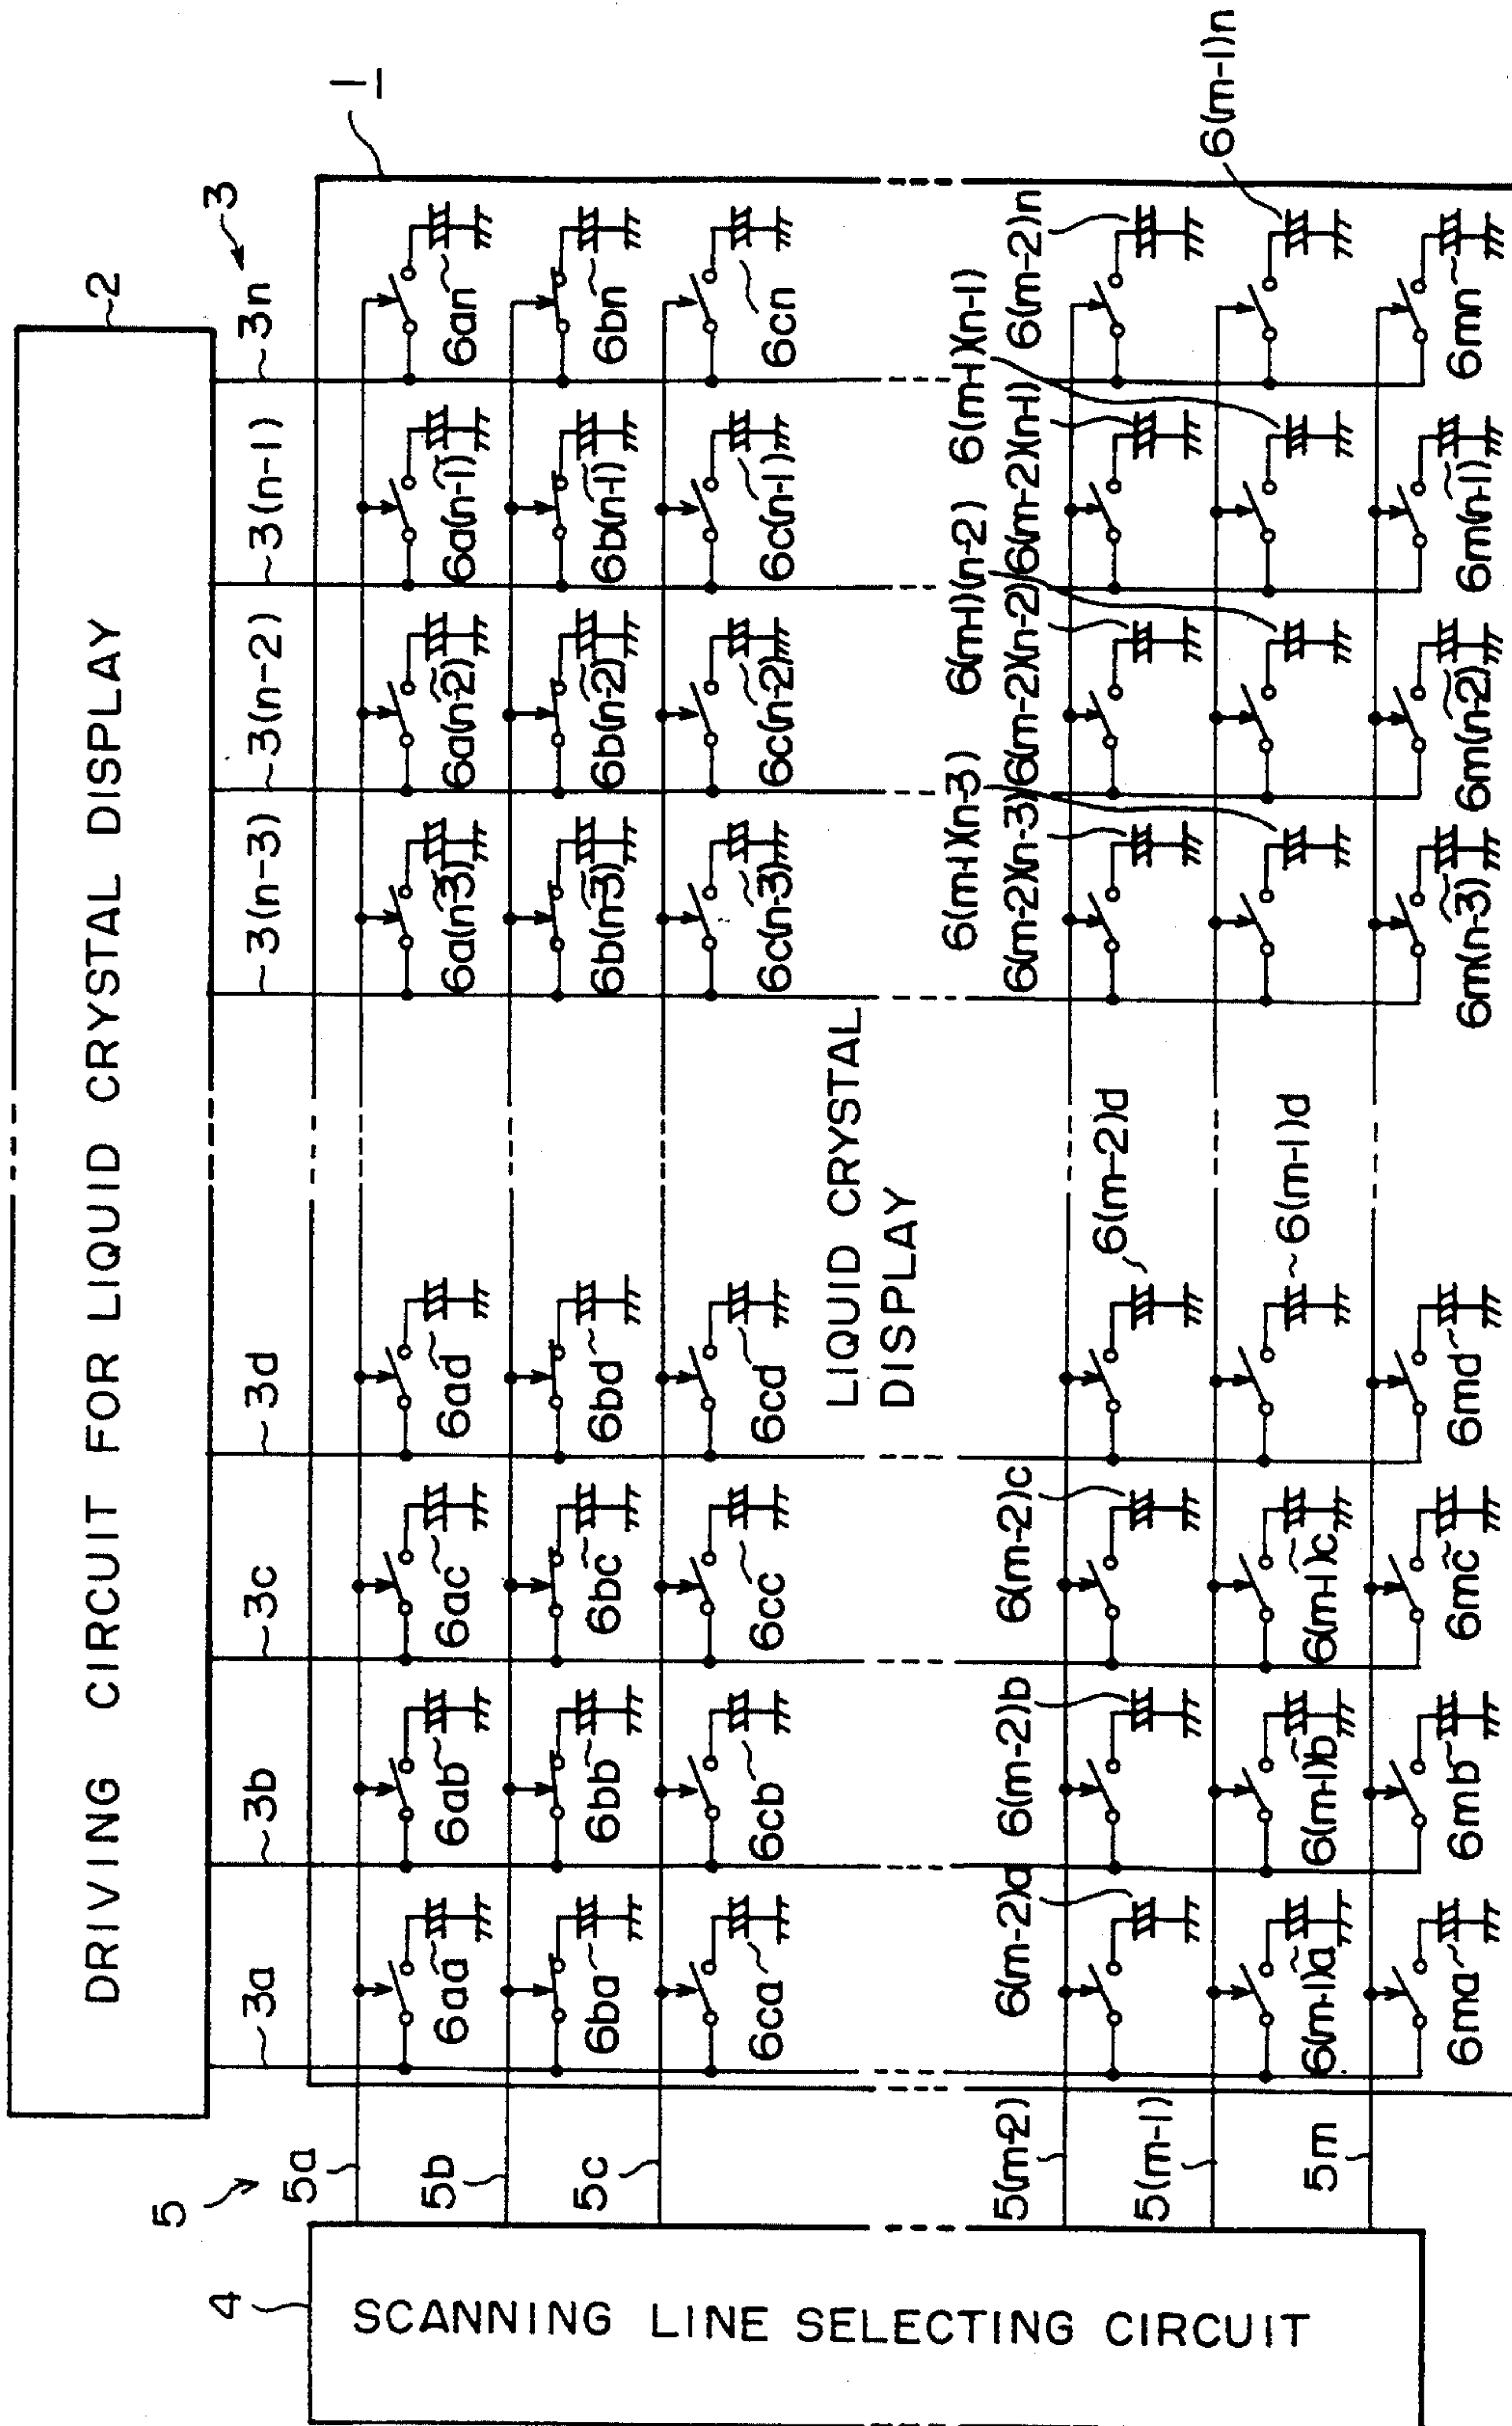 DRIVING CIRCUIT FOR LIQUID CRYSTAL DISPLAY
2
3
3a 3b 3c 3d 3(n-3) 3(n-2) 3(n-1) 3n
1
5
5a
6aa 6ab 6ac 6ad 6a(n-3) 6a(n-2) 6a(n-1) 6an
5b
6ba 6bb 6bc 6bd 6b(n-3) 6b(n-2) 6b(n-1) 6bn
5c
6ca 6cb 6cc 6cd 6c(n-3) 6c(n-2) 6c(n-1) 6cn
LIQUID CRYSTAL
DISPLAY
4
SCANNING LINE SELECTING CIRCUIT
6(m-1)(n-3) 6(m-1)(n-2) 6(m-1)(n-1)
5(m-2)
6(m-2)a 6(m-2)b 6(m-2)c 6(m-2)d 6(m-2)(n-3) 6(m-2)(n-2) 6(m-2)(n-1) 6(m-2)n
5(m-1)
6(m-1)a 6(m-1)b 6(m-1)c 6(m-1)d 6(m-1)n
5m
6ma 6mb 6mc 6md 6m(n-3) 6m(n-2) 6m(n-1) 6mn